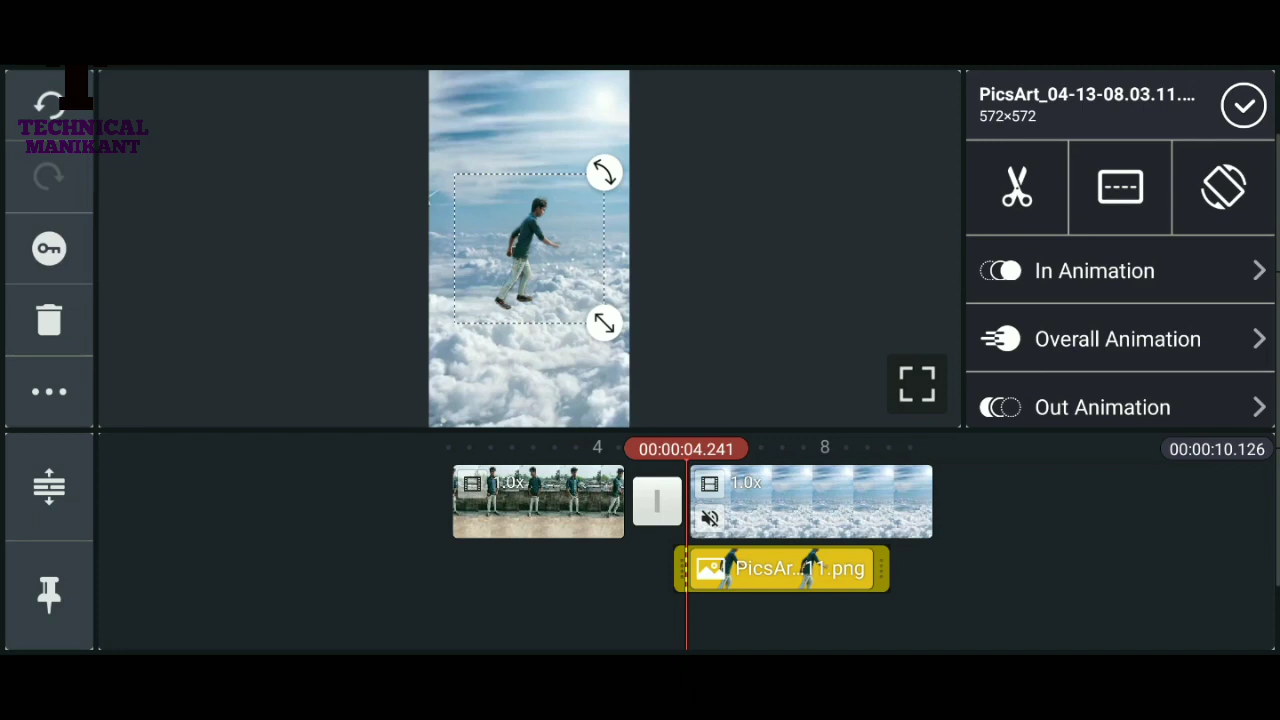 TECHNICAL
MANIKANT
PicsArt_04-13-08.03.11....
572×572
In Animation
Overall Animation
Out Animation
4
00:00:04.241
8
00:00:10.126
1.0x
1.0x
PicsAr...11.png